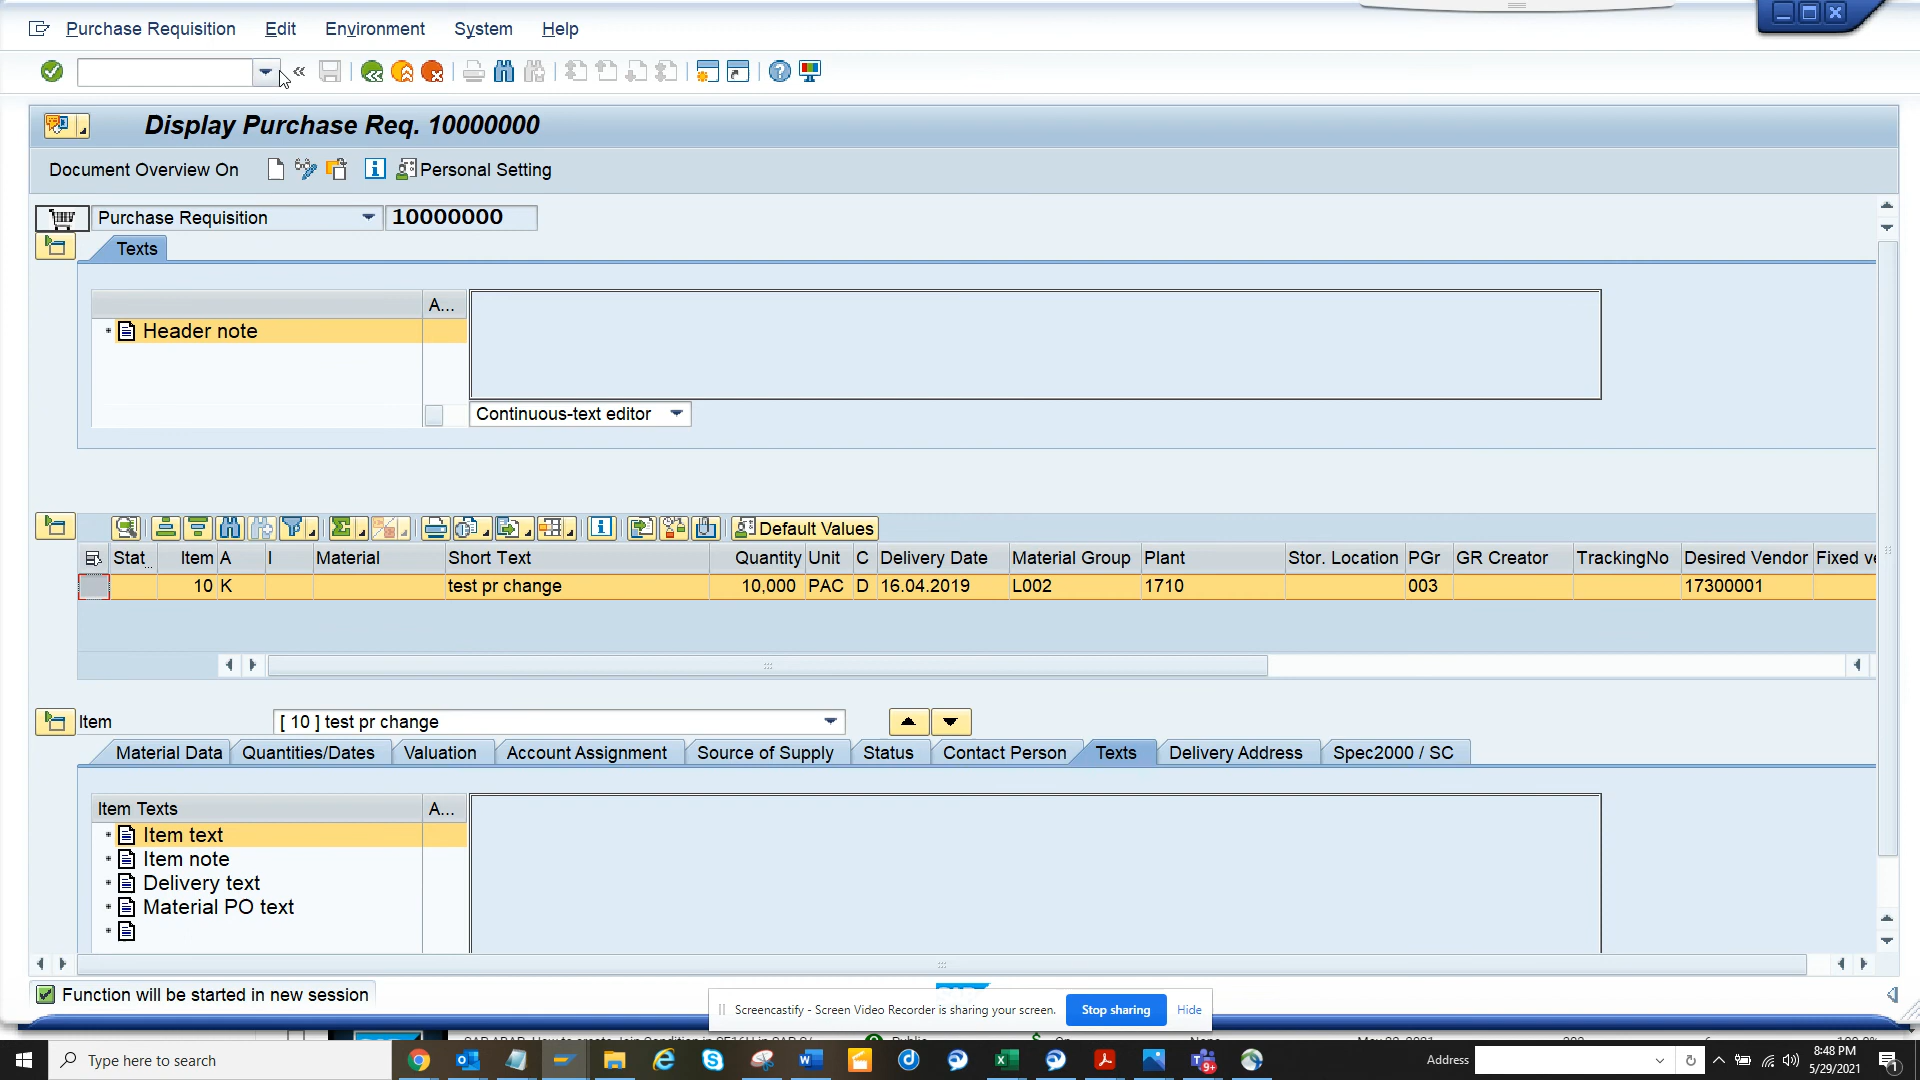 Purchase Requisition Edit Environment System Help
Display Purchase Req. 10000000
Document Overview On Personal Setting
Purchase Requisition 10000000
Texts
A...
Header note
Continuous-text editor
Default Values
Stat Item A I Material Short Text Quantity Unit C Delivery Date Material Group Plant Stor. Location PGr GR Creator TrackingNo Desired Vendor Fixed ve
10 K test pr change 10,000 PAC D 16.04.2019 L002 1710 003 17300001
Item [ 10 ] test pr change
Material Data Quantities/Dates Valuation Account Assignment Source of Supply Status Contact Person Texts Delivery Address Spec2000 / SC
Item Texts A...
Item text
Item note
Delivery text
Material PO text
Function will be started in new session
Screencastify - Screen Video Recorder is sharing your screen. Stop sharing Hide
Type here to search
Address
8:48 PM
5/29/2021